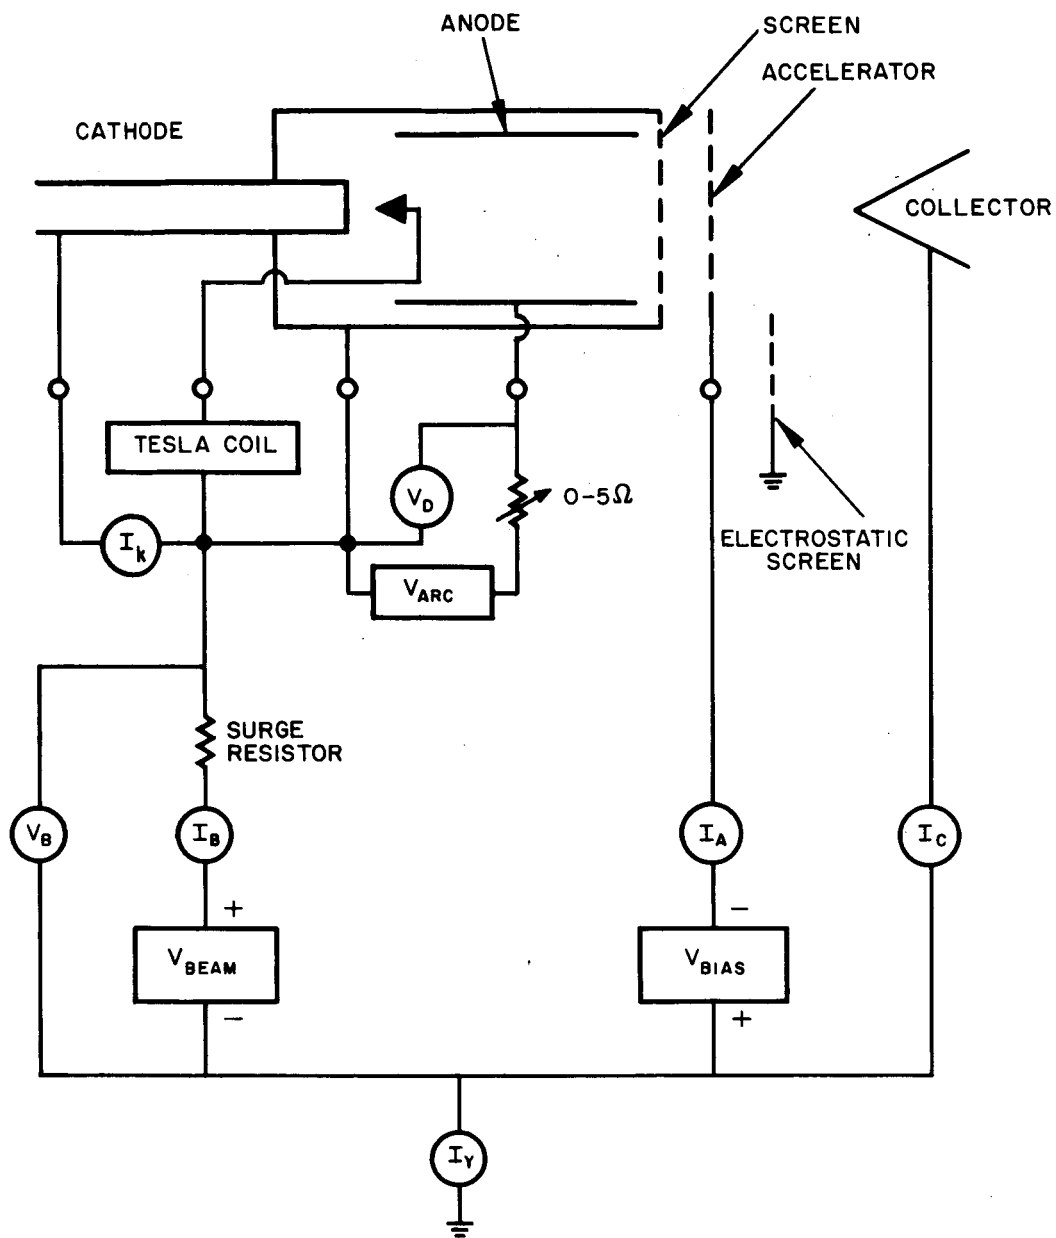 ANODE
SCREEN
ACCELERATOR
CATHODE
COLLECTOR
TESLA COIL
V_D
0-5Ω
I_k
ELECTROSTATIC
SCREEN
V_ARC
SURGE
RESISTOR
V_B
I_B
I_A
I_C
+
−
V_BEAM
V_BIAS
−
+
I_Y